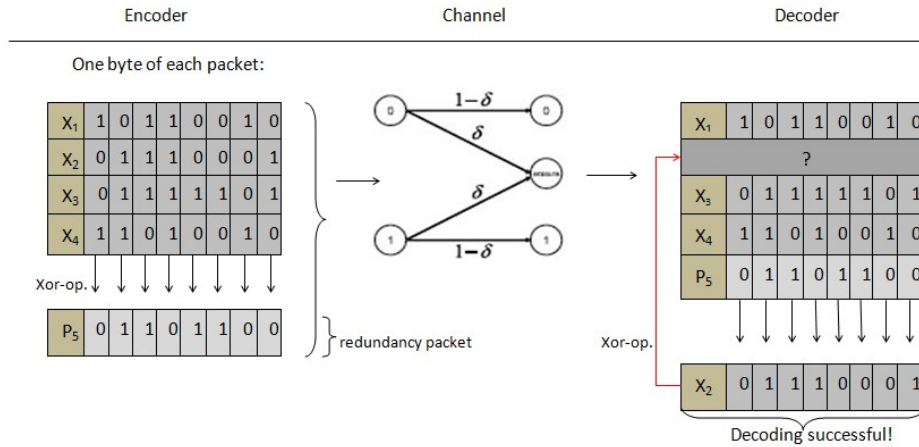 Encoder Channel Decoder
One byte of each packet:
X1 1 0 1 1 0 0 1 0
X2 0 1 1 1 0 0 0 1
X3 0 1 1 1 1 1 0 1
X4 1 1 0 1 0 0 1 0
Xor-op.
P5 0 1 1 0 1 1 0 0
redundancy packet
0 1−δ 0
δ
δ
1 1−δ 1
X1 1 0 1 1 0 0 1 0
?
X3 0 1 1 1 1 1 0 1
X4 1 1 0 1 0 0 1 0
P5 0 1 1 0 1 1 0 0
Xor-op.
X2 0 1 1 1 0 0 0 1
Decoding successful!